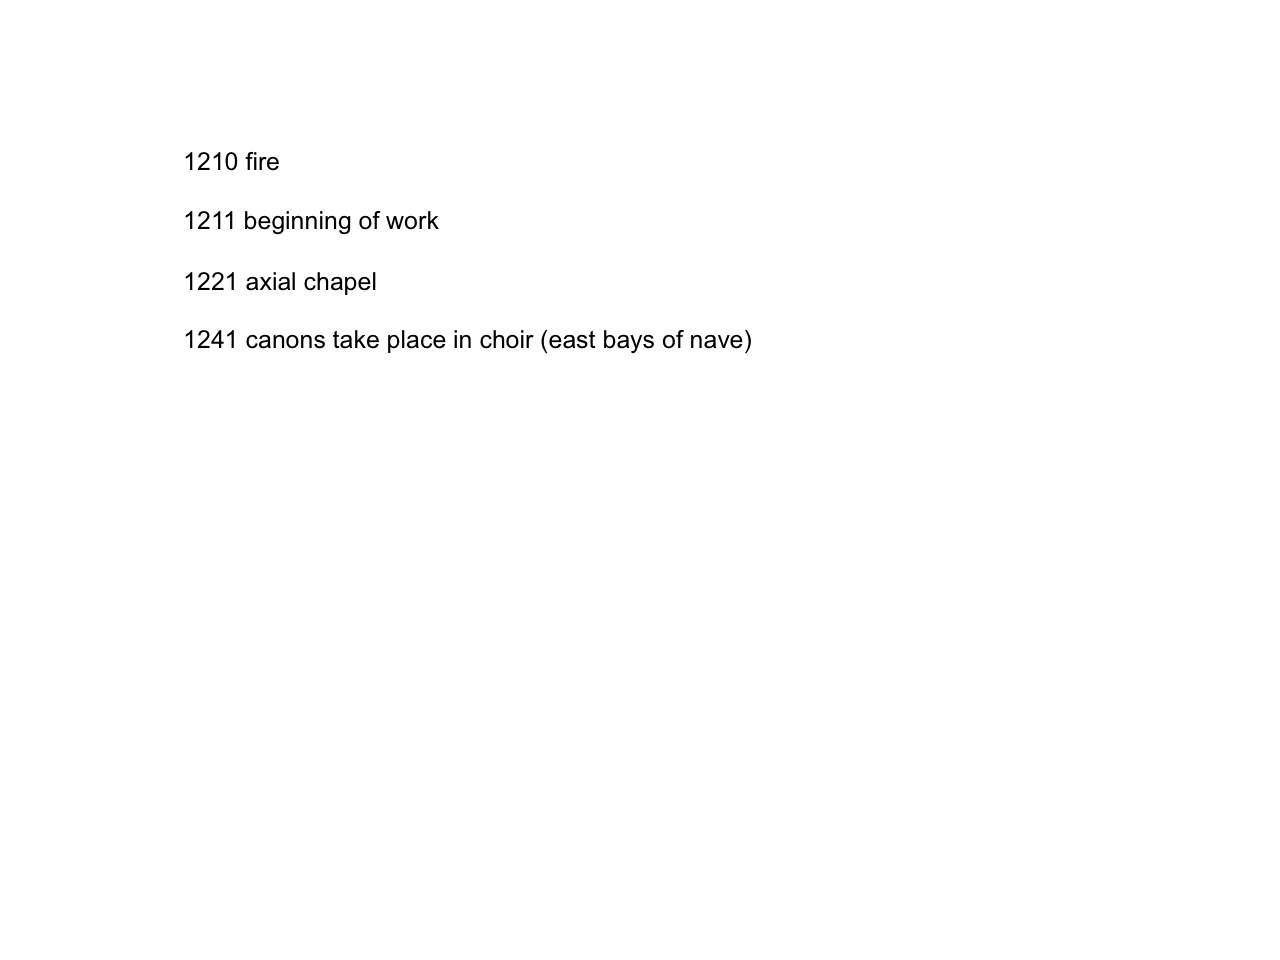 1210 fire
1211 beginning of work
1221 axial chapel
1241 canons take place in choir (east bays of nave)